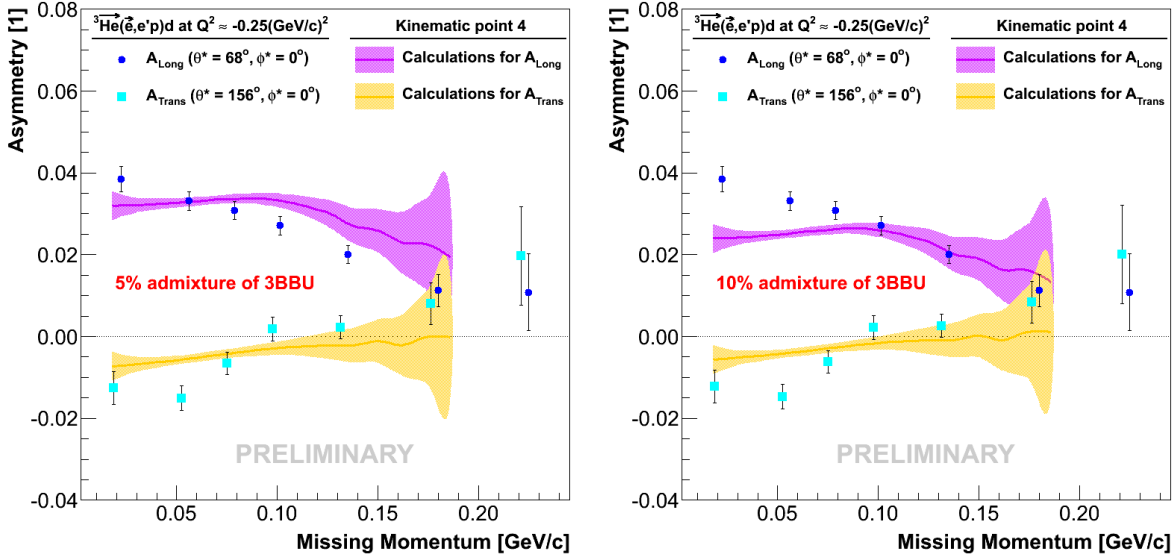 ³He(e,e'p)d at Q² ≈ -0.25(GeV/c)²
Kinematic point 4
A_Long (θ* = 68°, ϕ* = 0°)
Calculations for A_Long
A_Trans (θ* = 156°, ϕ* = 0°)
Calculations for A_Trans
Asymmetry [1]
0.08
0.06
0.04
0.02
0.00
-0.02
-0.04
5% admixture of 3BBU
PRELIMINARY
0.05 0.10 0.15 0.20
Missing Momentum [GeV/c]
³He(e,e'p)d at Q² ≈ -0.25(GeV/c)²
Kinematic point 4
A_Long (θ* = 68°, ϕ* = 0°)
Calculations for A_Long
A_Trans (θ* = 156°, ϕ* = 0°)
Calculations for A_Trans
Asymmetry [1]
0.08
0.06
0.04
0.02
0.00
-0.02
-0.04
10% admixture of 3BBU
PRELIMINARY
0.05 0.10 0.15 0.20
Missing Momentum [GeV/c]